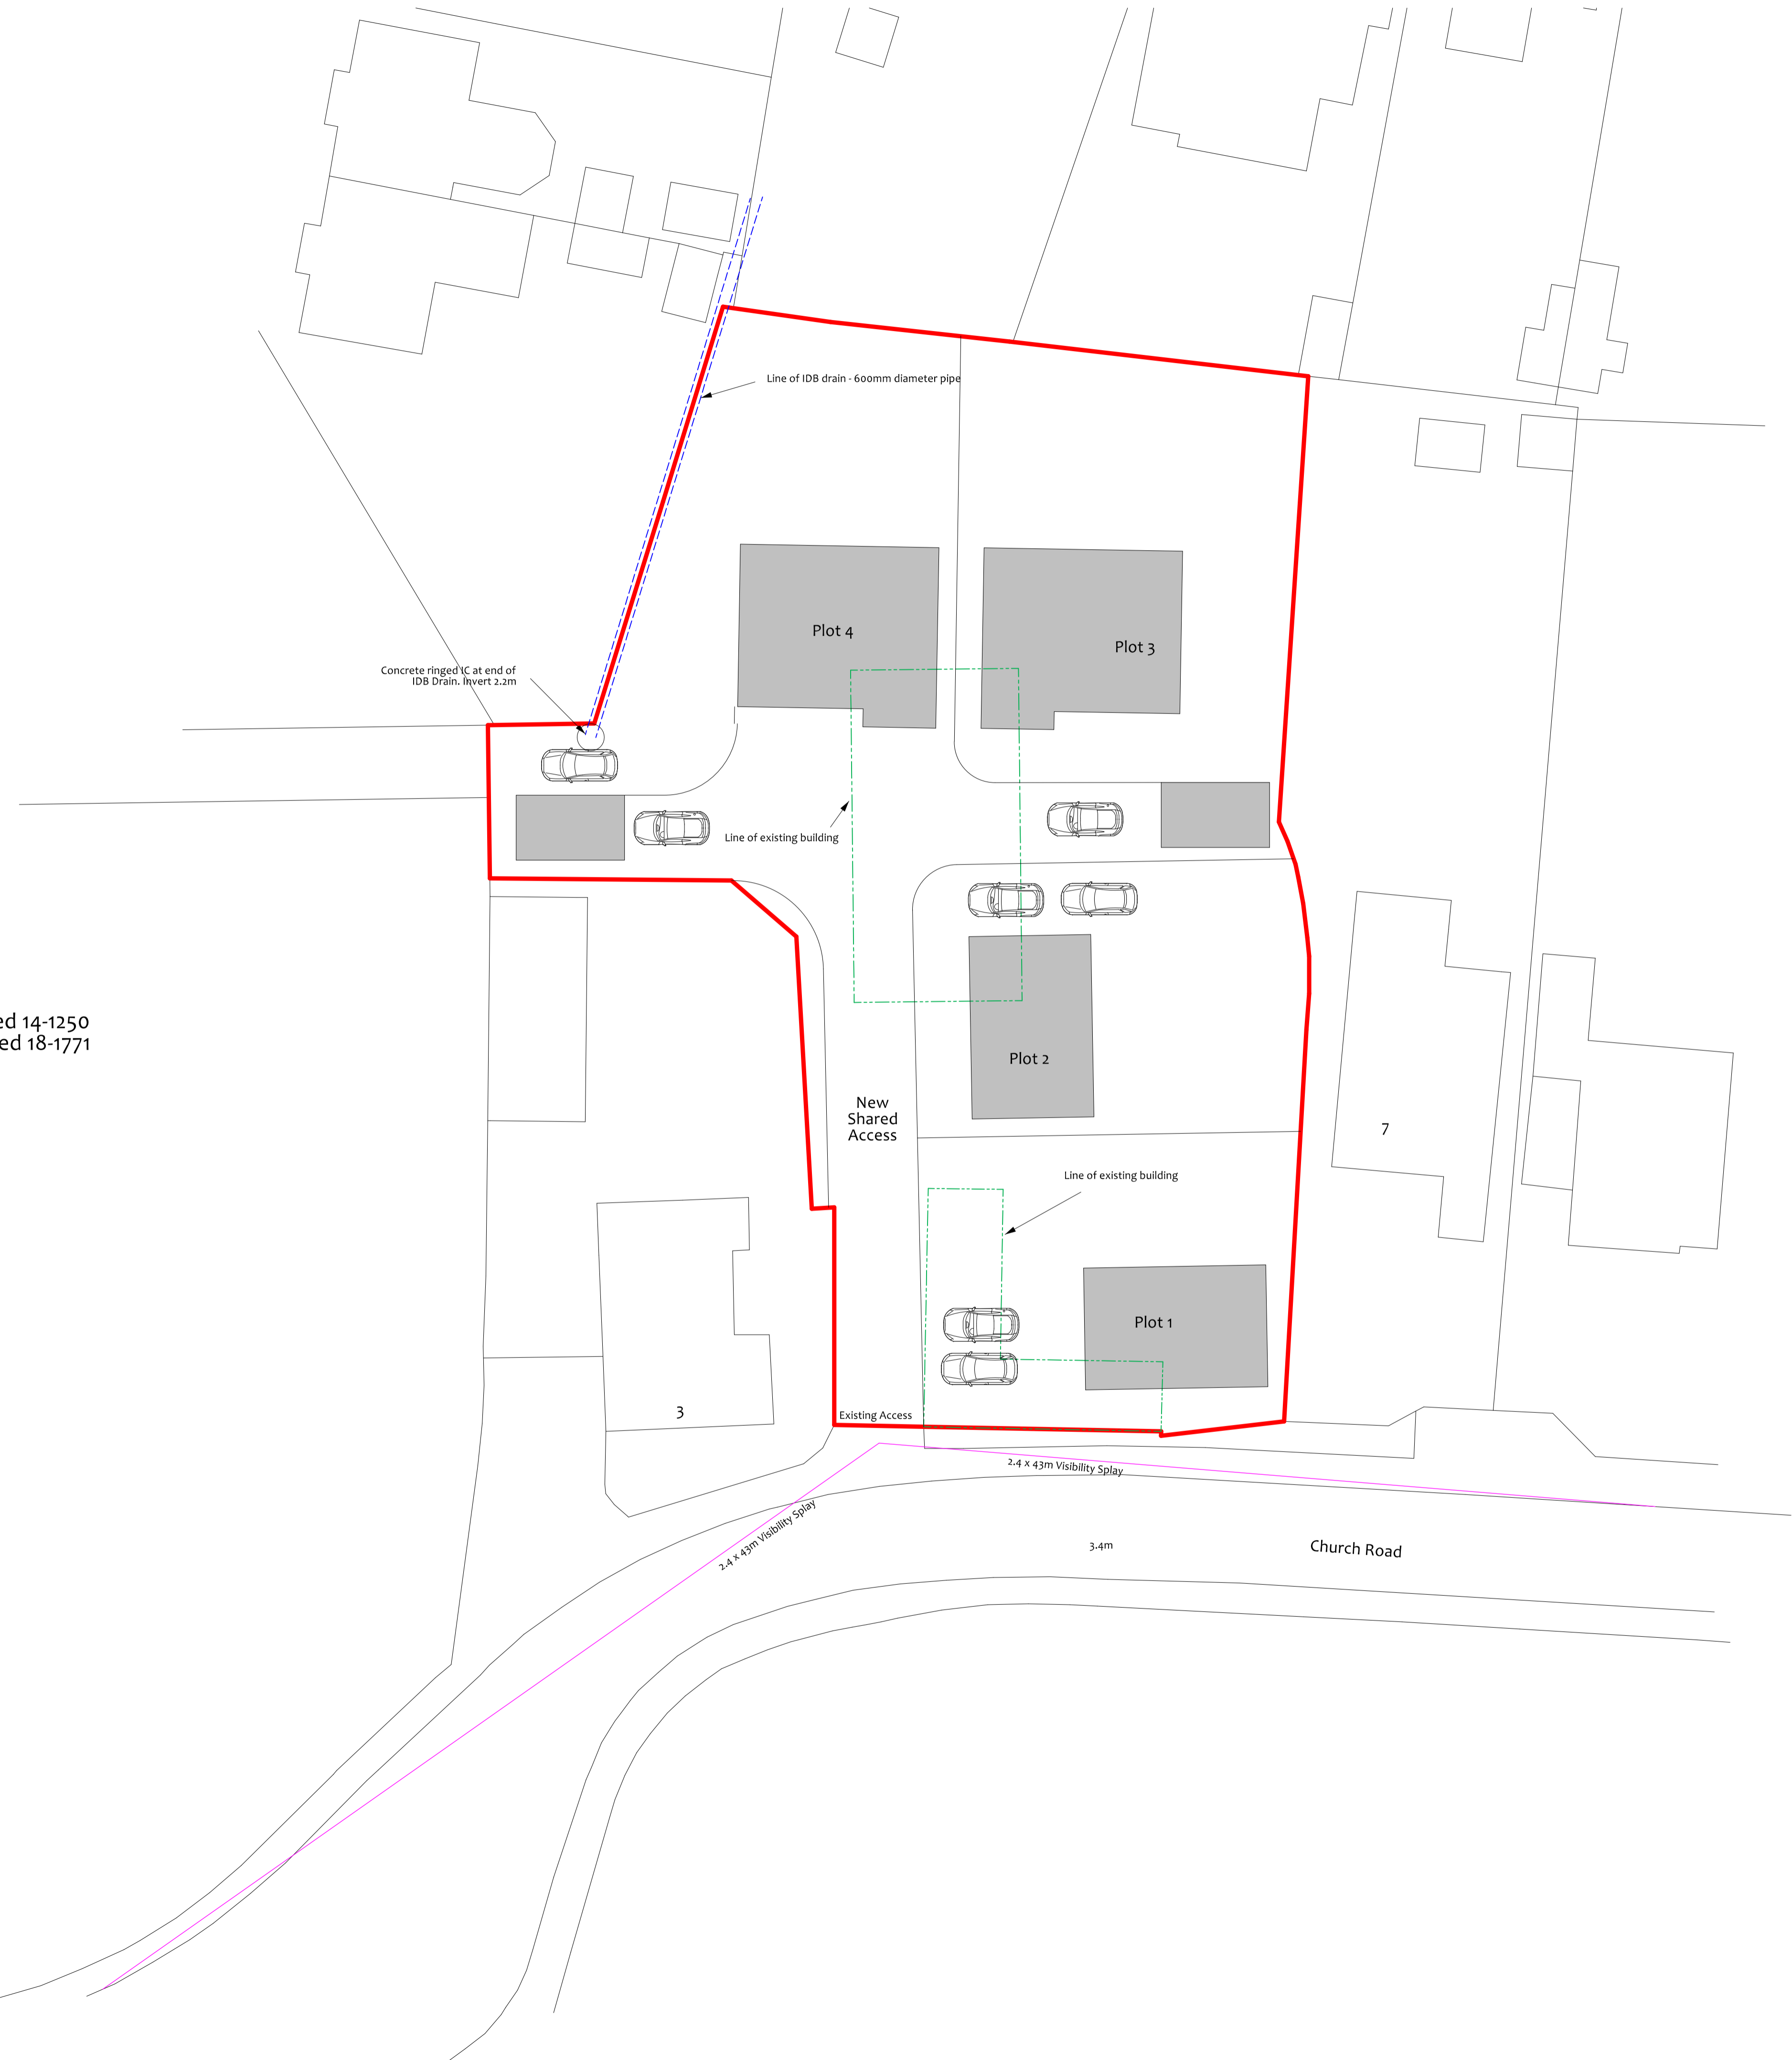 Line of IDB drain - 600mm diameter pipe
Plot 4
Plot 3
Concrete ringed IC at end of
IDB Drain. Invert 2.2m
Line of existing building
ed 14-1250
ed 18-1771
Plot 2
New
Shared
Access
7
Line of existing building
Plot 1
3
Existing Access
2.4 x 43m Visibility Splay
2.4 x 43m Visibility Splay
3.4m
Church Road